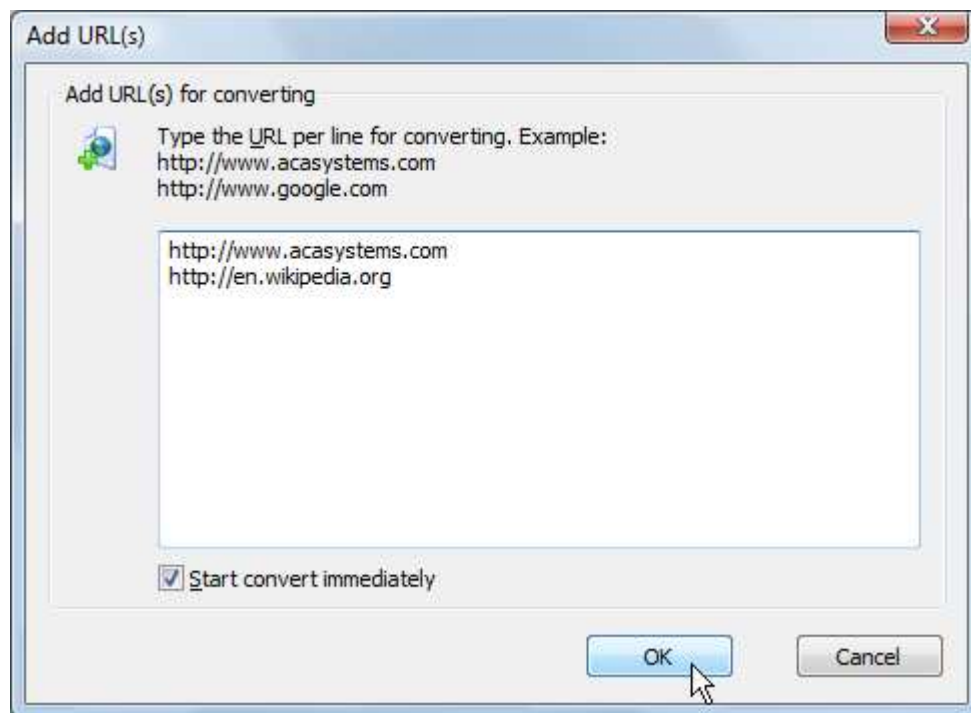 Add URL(s)
Add URL(s) for converting
Type the URL per line for converting. Example:
http://www.acasystems.com
http://www.google.com
http://www.acasystems.com
http://en.wikipedia.org
Start convert immediately
OK
Cancel